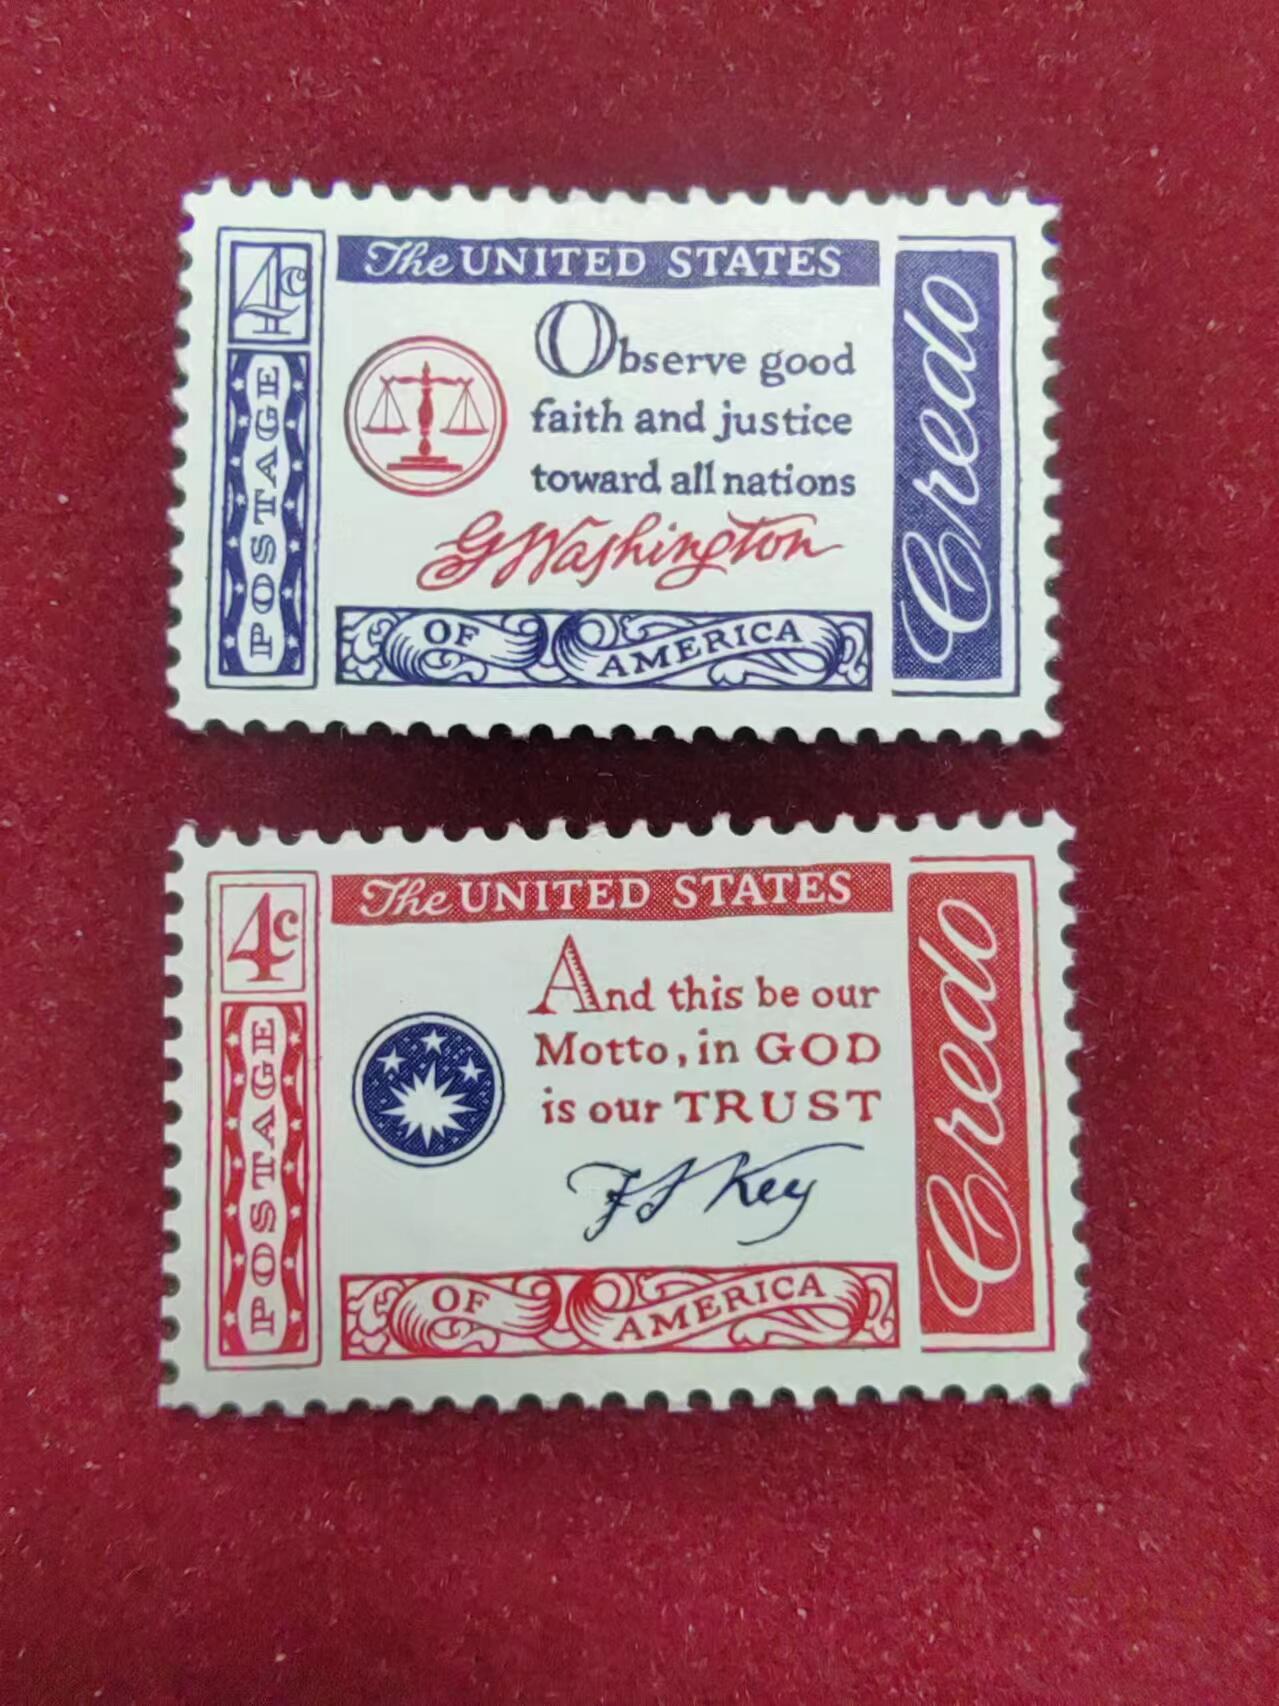 4c
POSTAGE
The UNITED STATES
Observe good
faith and justice
toward all nations
G Washington
OF AMERICA
Credo
4c
POSTAGE
The UNITED STATES
And this be our
Motto, in GOD
is our TRUST
F S Key
OF AMERICA
Credo